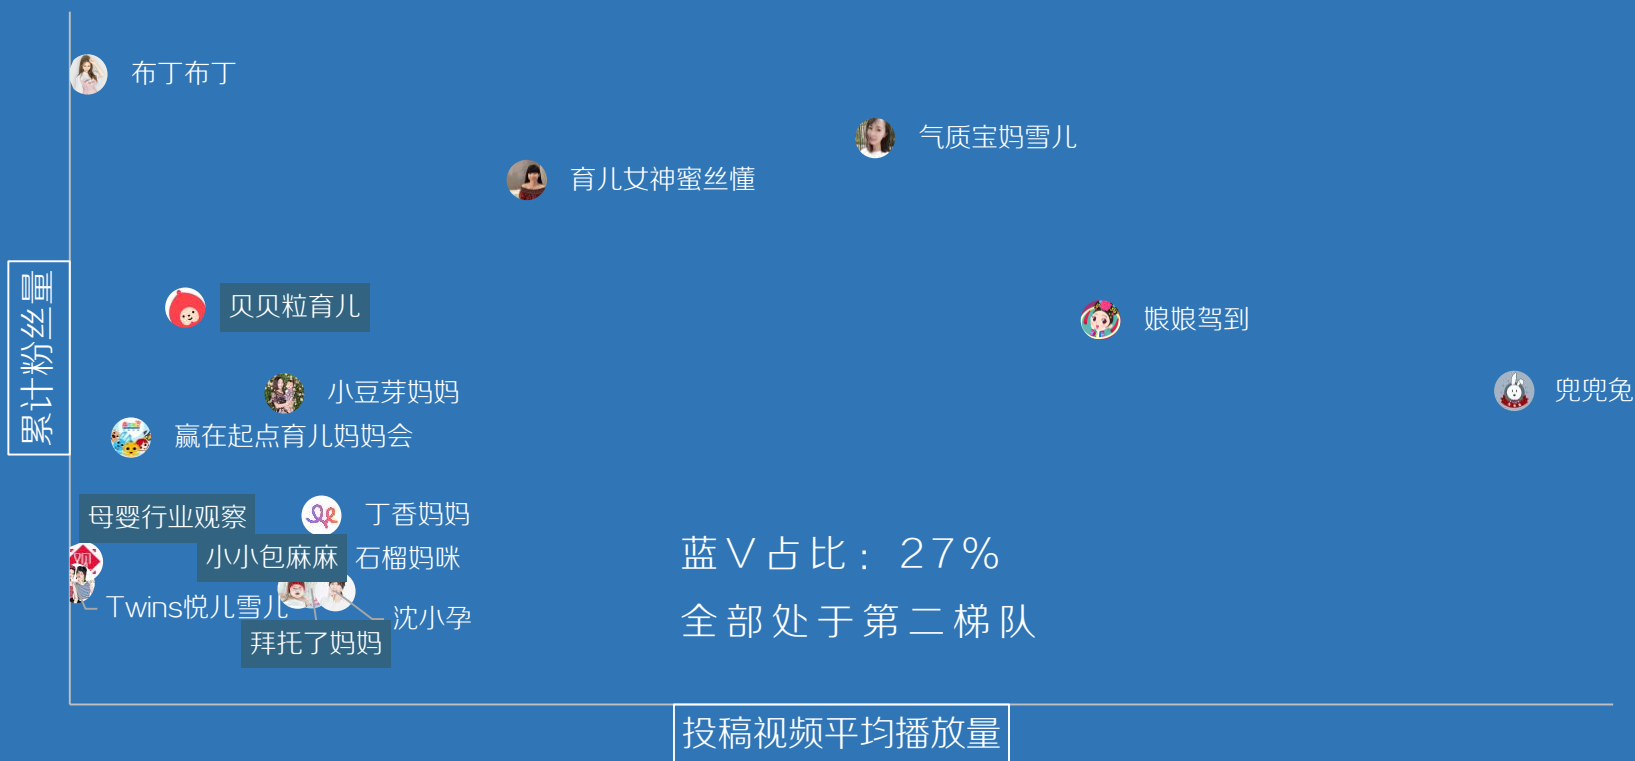 布丁布丁
气质宝妈雪儿
育儿女神蜜丝懂
贝贝粒育儿
娘娘驾到
小豆芽妈妈
兜兜兔
赢在起点育儿妈妈会
母婴行业观察
丁香妈妈
小小包麻麻
石榴妈咪
Twins悦儿雪儿
沈小孕
拜托了妈妈
蓝V占比：27%
全部处于第二梯队
累计粉丝量
投稿视频平均播放量